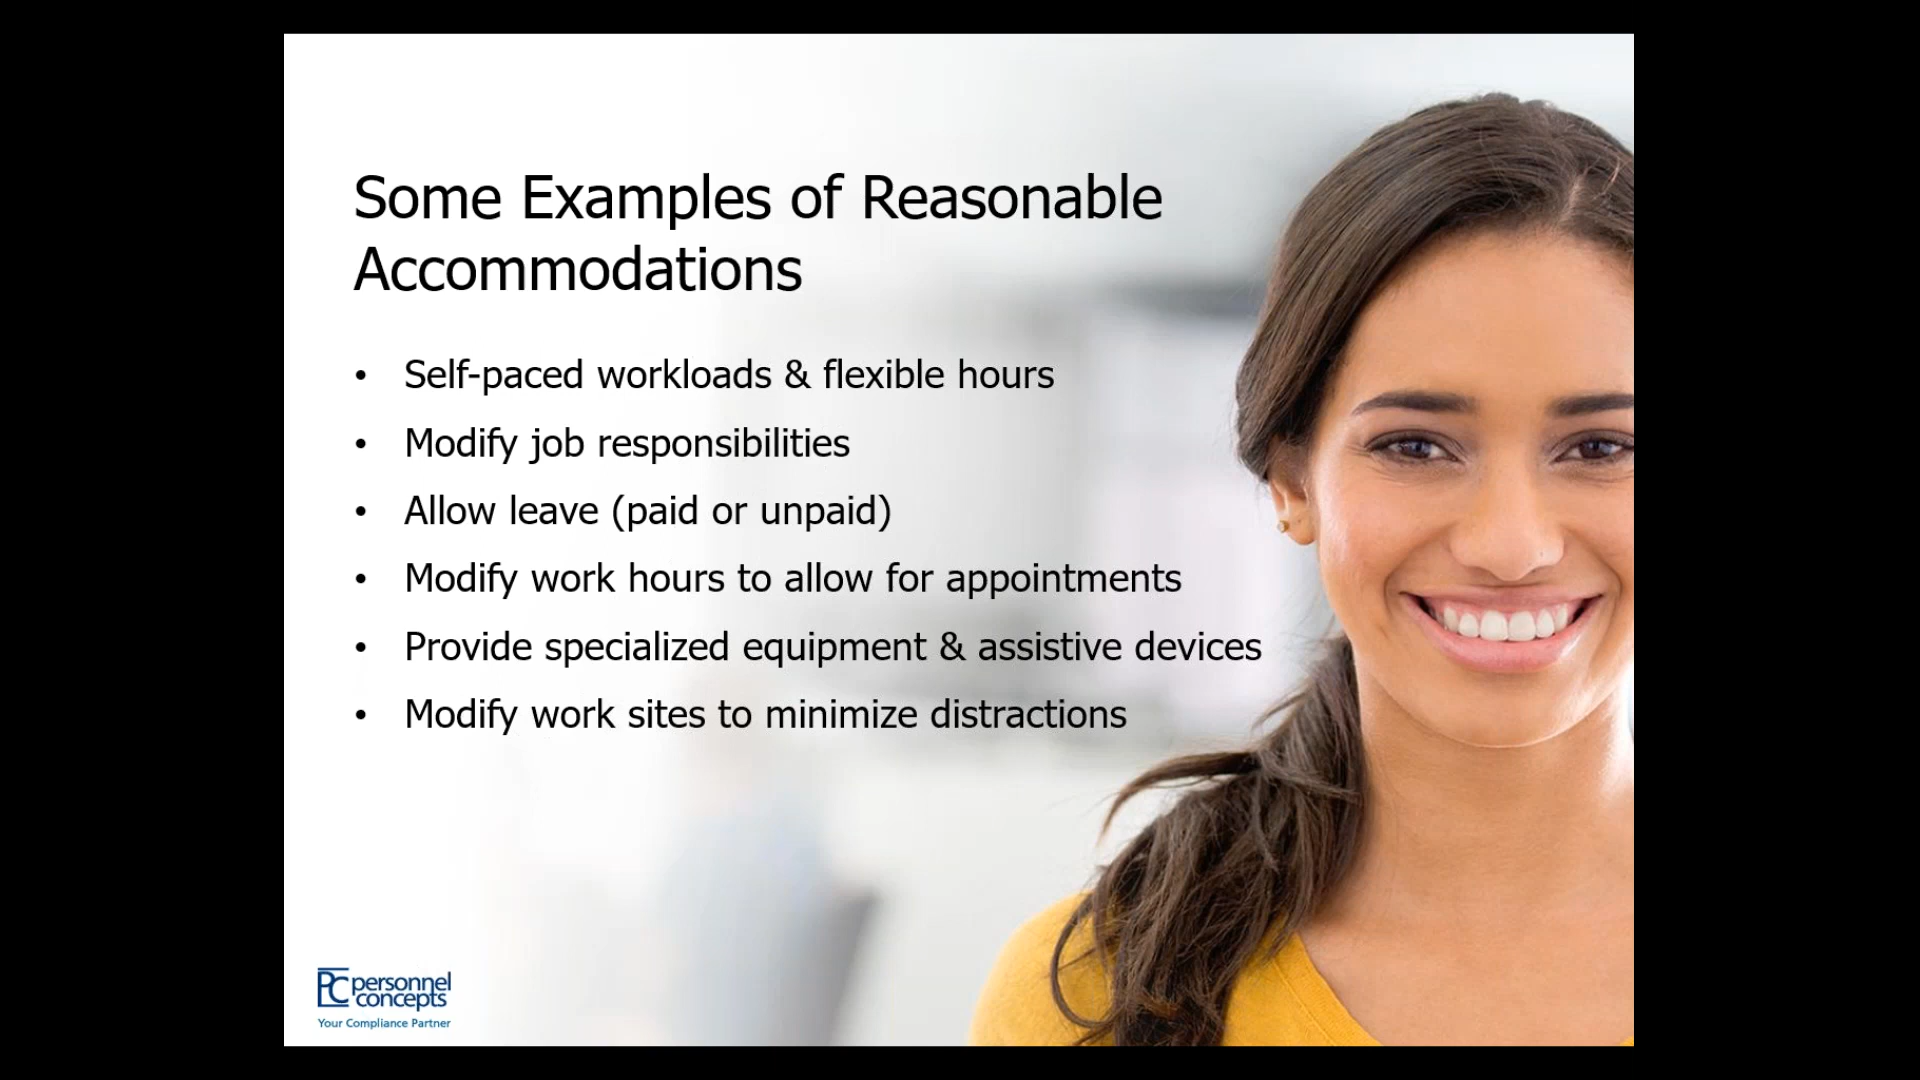 Some Examples of Reasonable
Accommodations
• Self-paced workloads & flexible hours
• Modify job responsibilities
• Allow leave (paid or unpaid)
• Modify work hours to allow for appointments
• Provide specialized equipment & assistive devices
• Modify work sites to minimize distractions
PC personnel
concepts
Your Compliance Partner